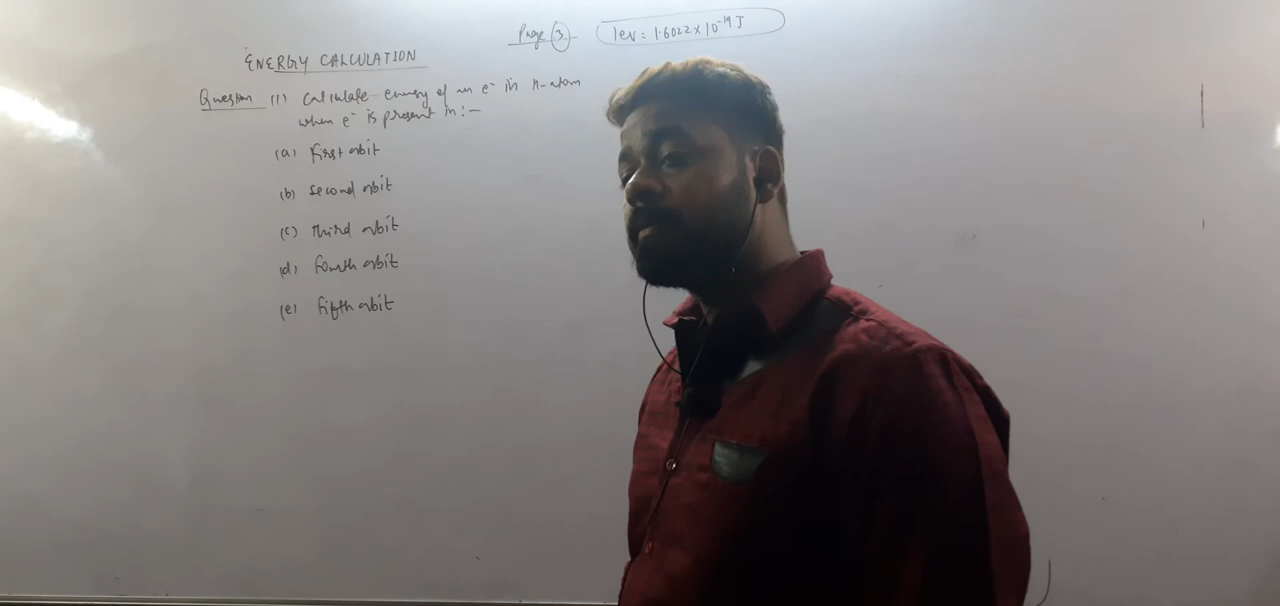 Page 3
1ev = 1.6022 x 10⁻¹⁹ J
ENERGY CALCULATION
Question (1) Calculate energy of an e⁻ in H-atom
when e⁻ is present in :-
(a) First orbit
(b) Second orbit
(c) Third orbit
(d) Fourth orbit
(e) Fifth orbit